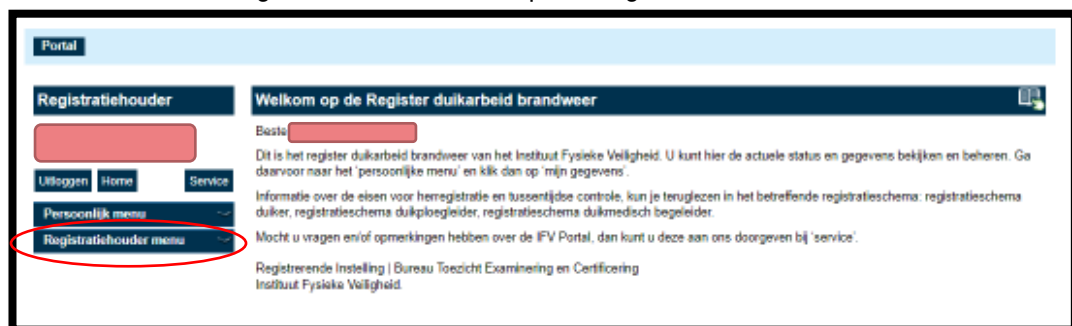 Portal
Registratiehouder
Uitloggen Home Service
Persoonlijk menu
Registratiehouder menu
Welkom op de Register duikarbeid brandweer
Beste
Dit is het register duikarbeid brandweer van het Instituut Fysieke Veiligheid. U kunt hier de actuele status en gegevens bekijken en beheren. Ga
daarvoor naar het 'persoonlijke menu' en klik dan op 'mijn gegevens'.
Informatie over de eisen voor herregistratie en tussentijdse controle, kun je teruglezen in het betreffende registratieschema: registratieschema
duiker, registratieschema duikploegleider, registratieschema duikmedisch begeleider.
Mocht u vragen en/of opmerkingen hebben over de IFV Portal, dan kunt u deze aan ons doorgeven bij 'service'.
Registrerende Instelling | Bureau Toezicht Examinering en Certificering
Instituut Fysieke Veiligheid.